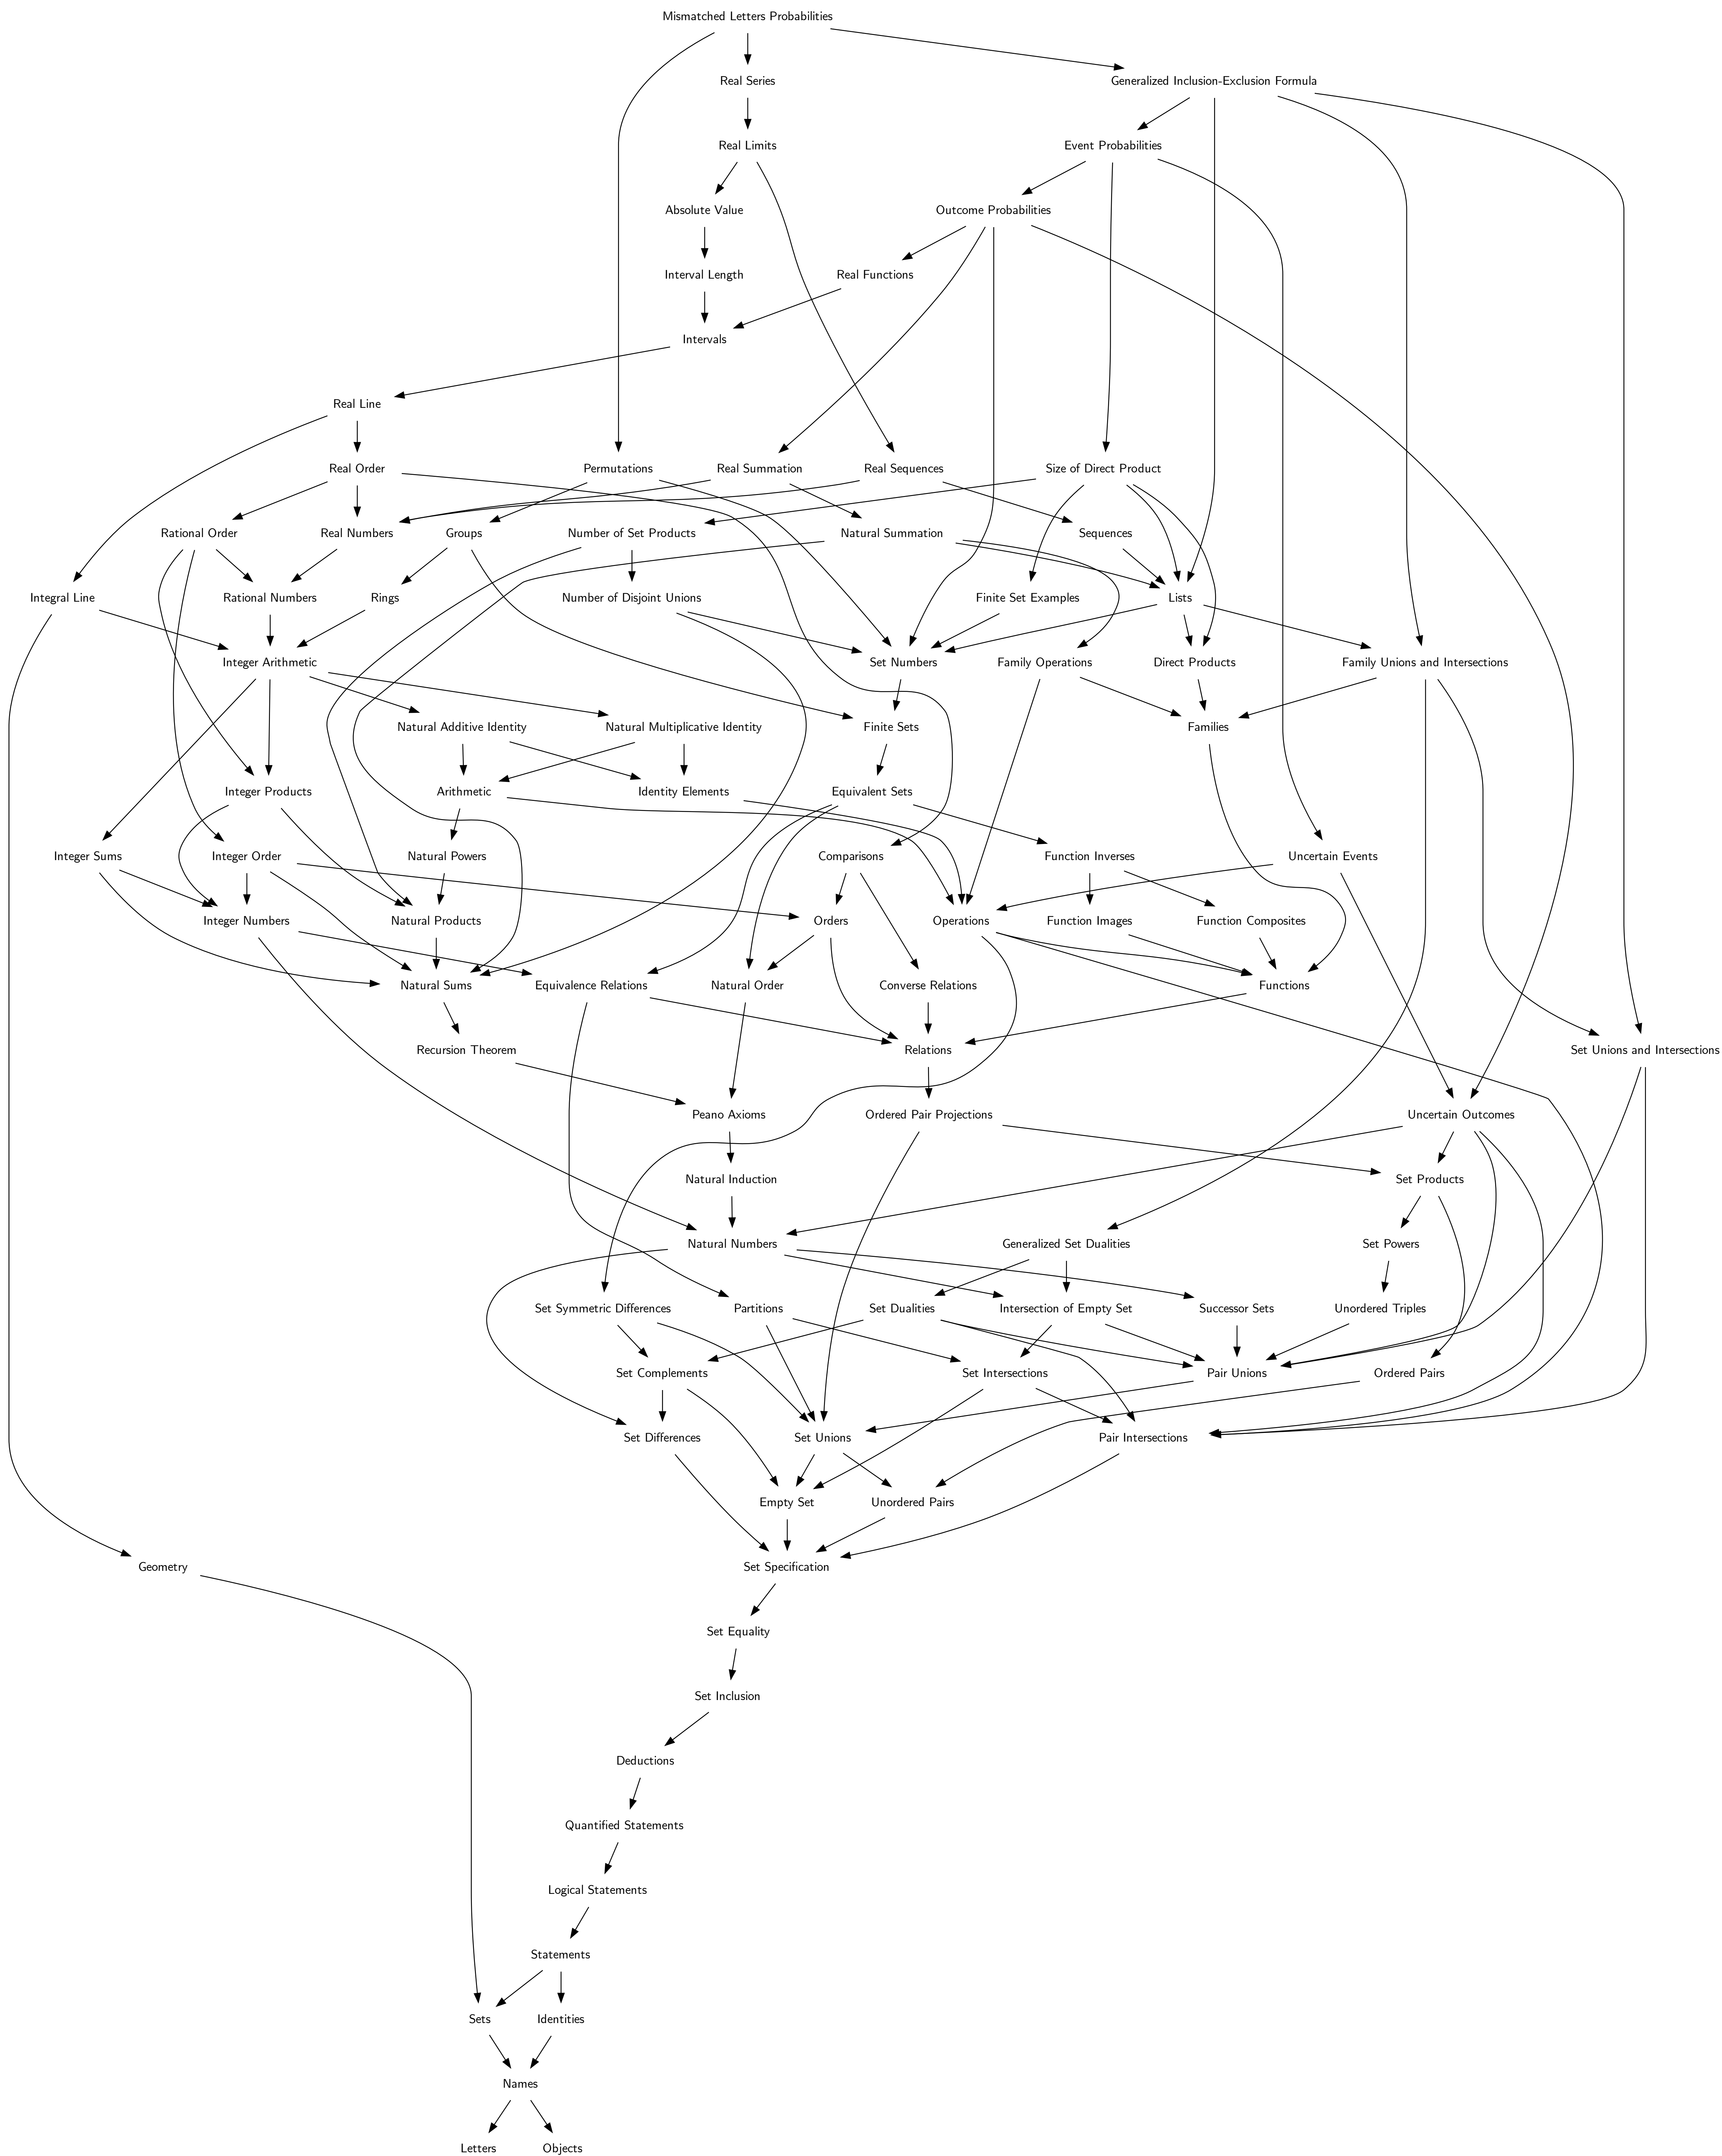 Mismatched Letters Probabilities
Real Series
Generalized Inclusion-Exclusion Formula
Real Limits
Event Probabilities
Absolute Value
Outcome Probabilities
Interval Length
Real Functions
Intervals
Real Line
Real Order
Permutations
Real Summation
Real Sequences
Size of Direct Product
Rational Order
Real Numbers
Groups
Number of Set Products
Natural Summation
Sequences
Integral Line
Rational Numbers
Rings
Number of Disjoint Unions
Finite Set Examples
Lists
Integer Arithmetic
Set Numbers
Family Operations
Direct Products
Family Unions and Intersections
Natural Additive Identity
Natural Multiplicative Identity
Finite Sets
Families
Integer Products
Arithmetic
Identity Elements
Equivalent Sets
Integer Sums
Integer Order
Natural Powers
Comparisons
Function Inverses
Uncertain Events
Integer Numbers
Natural Products
Orders
Operations
Function Images
Function Composites
Natural Sums
Equivalence Relations
Natural Order
Converse Relations
Functions
Recursion Theorem
Relations
Set Unions and Intersections
Peano Axioms
Ordered Pair Projections
Uncertain Outcomes
Natural Induction
Set Products
Natural Numbers
Generalized Set Dualities
Set Powers
Set Symmetric Differences
Partitions
Set Dualities
Intersection of Empty Set
Successor Sets
Unordered Triples
Set Complements
Set Intersections
Pair Unions
Ordered Pairs
Set Differences
Set Unions
Pair Intersections
Empty Set
Unordered Pairs
Geometry
Set Specification
Set Equality
Set Inclusion
Deductions
Quantified Statements
Logical Statements
Statements
Sets
Identities
Names
Letters
Objects